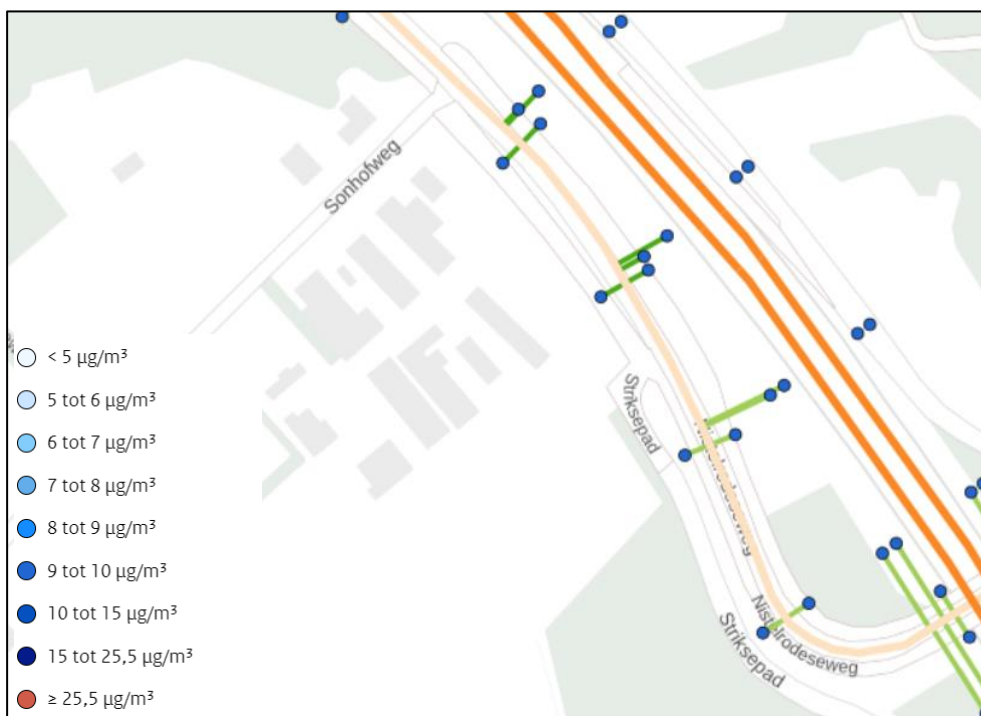 Sonhofweg
Striksepad
Nistelrodeseweg
Nistelrodeseweg
Striksepad
< 5 µg/m³
5 tot 6 µg/m³
6 tot 7 µg/m³
7 tot 8 µg/m³
8 tot 9 µg/m³
9 tot 10 µg/m³
10 tot 15 µg/m³
15 tot 25,5 µg/m³
≥ 25,5 µg/m³